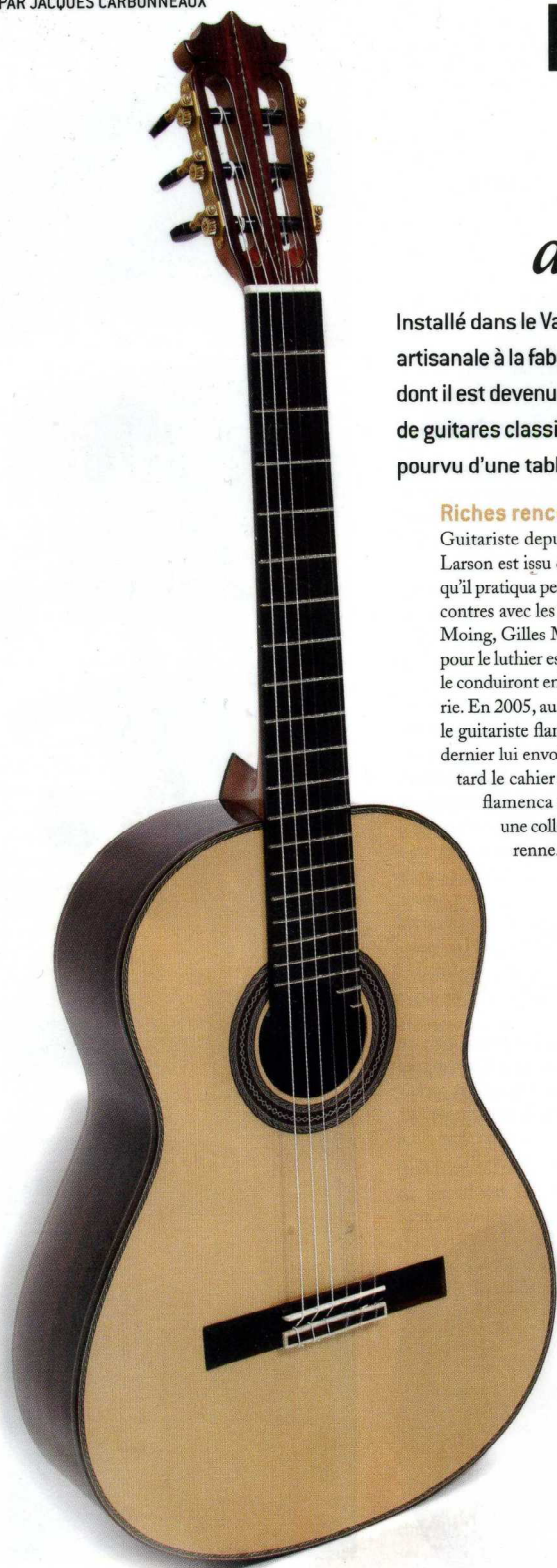 PAR JACQUES CARBONNEAUX
Installé dans le Va
artisanale à la fab
dont il est devenu
de guitares classi
pourvu d'une tabl
Riches renc
Guitariste depu
Larson est issu
qu'il pratiqua pe
contres avec les
Moing, Gilles M
pour le luthier es
le conduiront en
rie. En 2005, au
le guitariste flar
dernier lui envo
tard le cahier
flamenca
une coll
renne